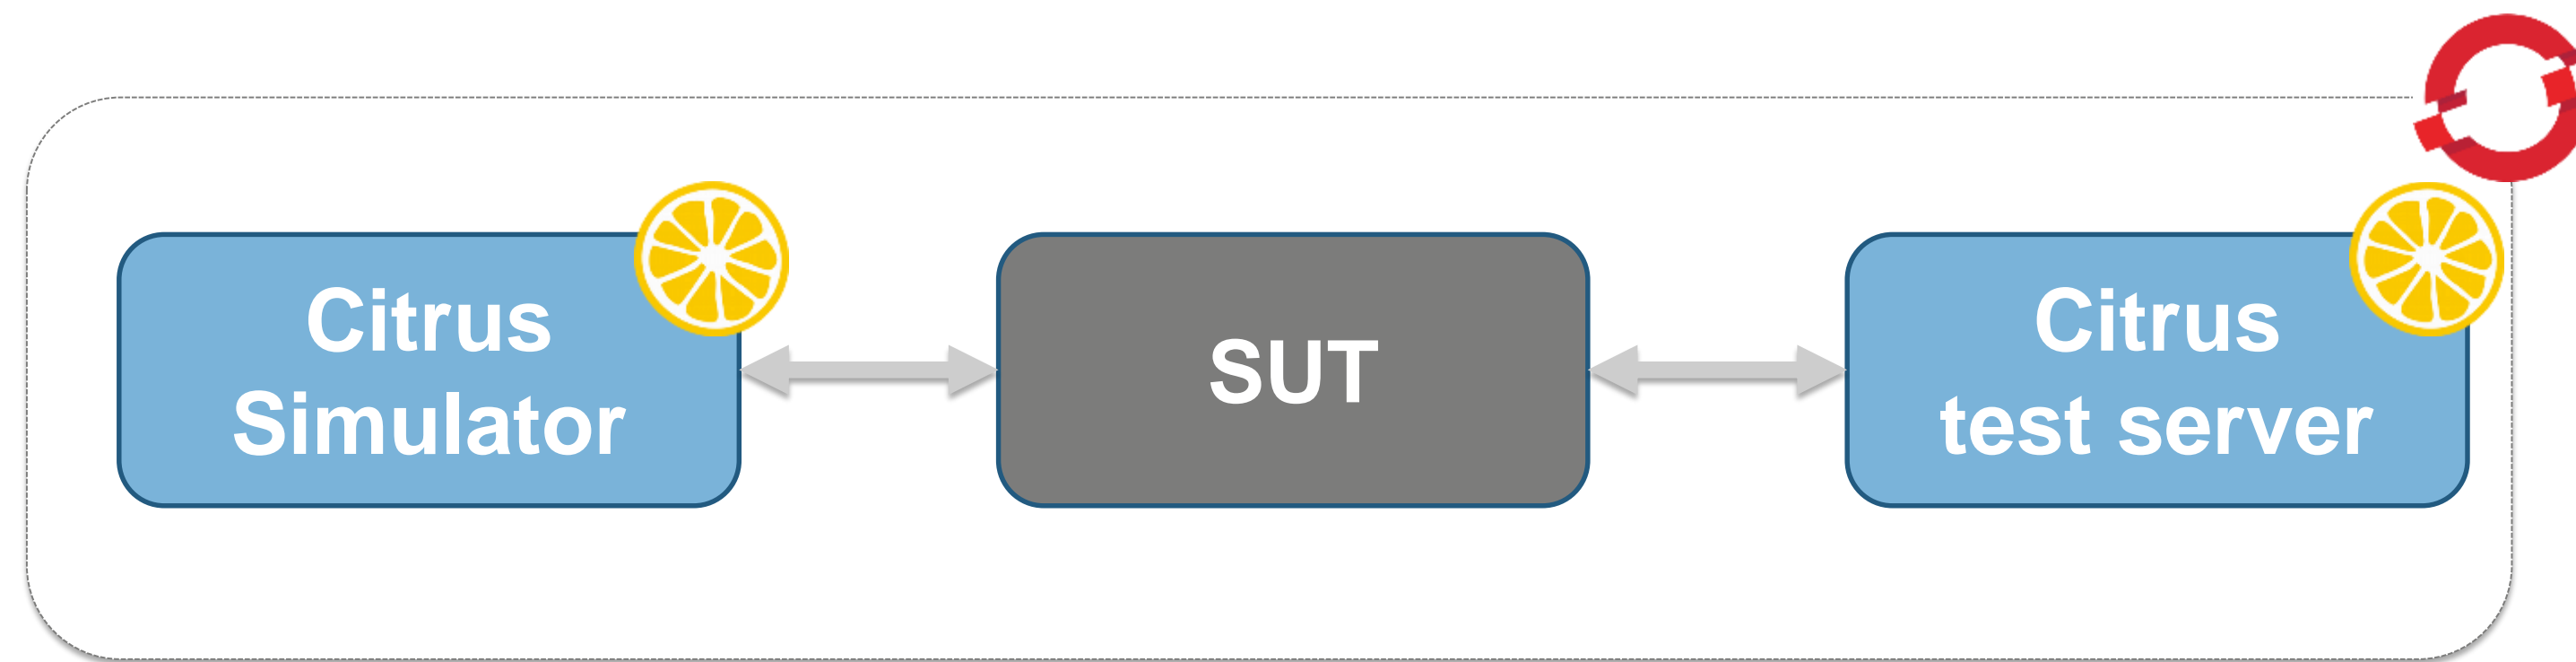 Citrus
Simulator
SUT
Citrus
test server